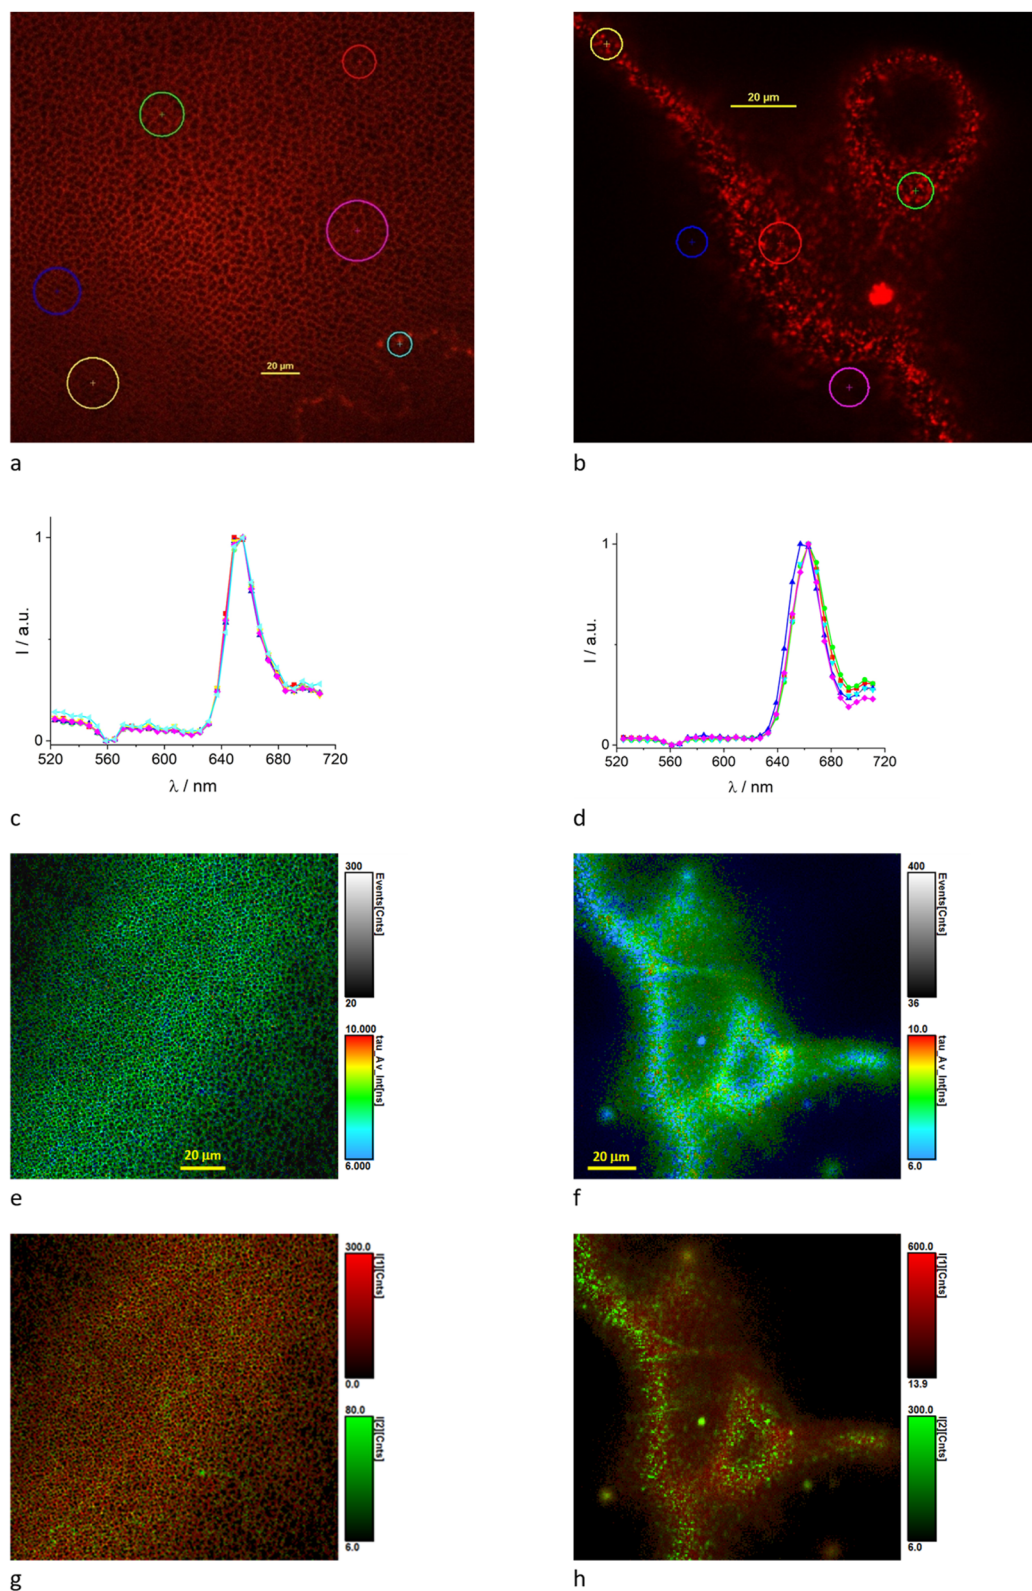 20 µm
20 µm
a
b
1
I / a.u.
0
520 560 600 640 680 720
λ / nm
1
I / a.u.
0
520 560 600 640 680 720
λ / nm
c
d
300
Events[Cnts]
20
10.000
tau_Av_Int[ns]
6.000
20 µm
400
Events[Cnts]
36
10.0
tau_Av_Int[ns]
6.0
20 µm
e
f
300.0
I[1][Cnts]
0.0
80.0
I[2][Cnts]
6.0
600.0
I[1][Cnts]
13.9
300.0
I[2][Cnts]
6.0
g
h